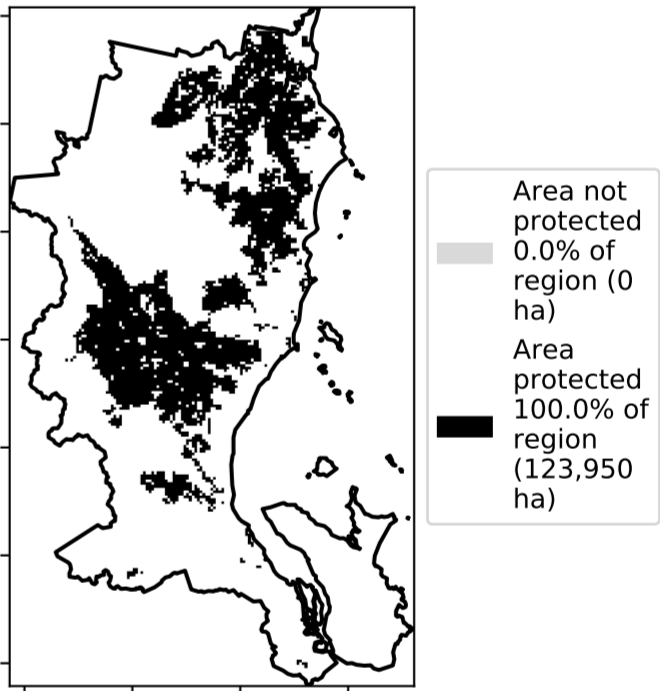 Area not
protected
0.0% of
region (0
ha)
Area
protected
100.0% of
region
(123,950
ha)